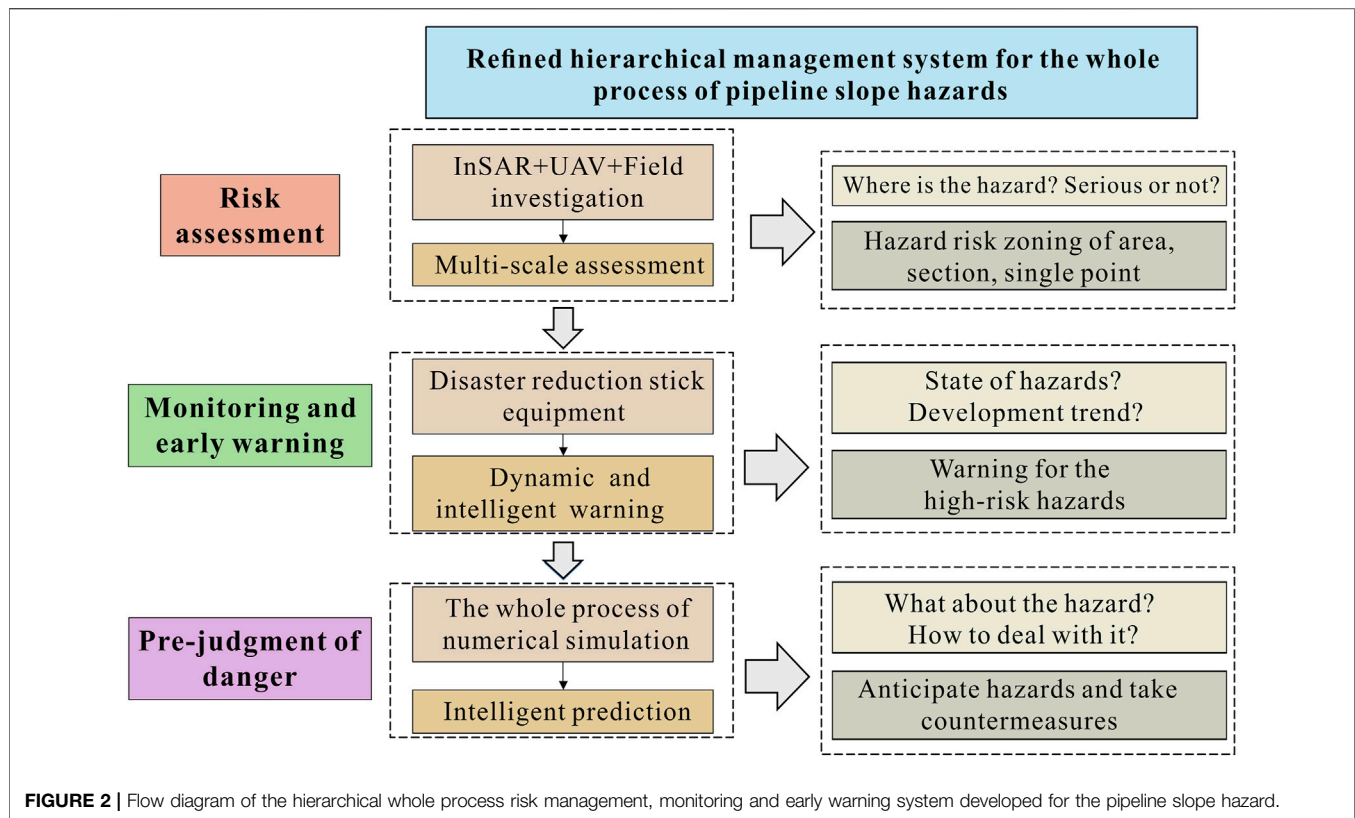 Refined hierarchical management system for the whole
process of pipeline slope hazards
Risk
assessment
InSAR+UAV+Field
investigation
Multi-scale assessment
Where is the hazard? Serious or not?
Hazard risk zoning of area,
section, single point
Monitoring and
early warning
Disaster reduction stick
equipment
Dynamic and
intelligent warning
State of hazards?
Development trend?
Warning for the
high-risk hazards
Pre-judgment of
danger
The whole process of
numerical simulation
Intelligent prediction
What about the hazard?
How to deal with it?
Anticipate hazards and take
countermeasures
FIGURE 2 | Flow diagram of the hierarchical whole process risk management, monitoring and early warning system developed for the pipeline slope hazard.